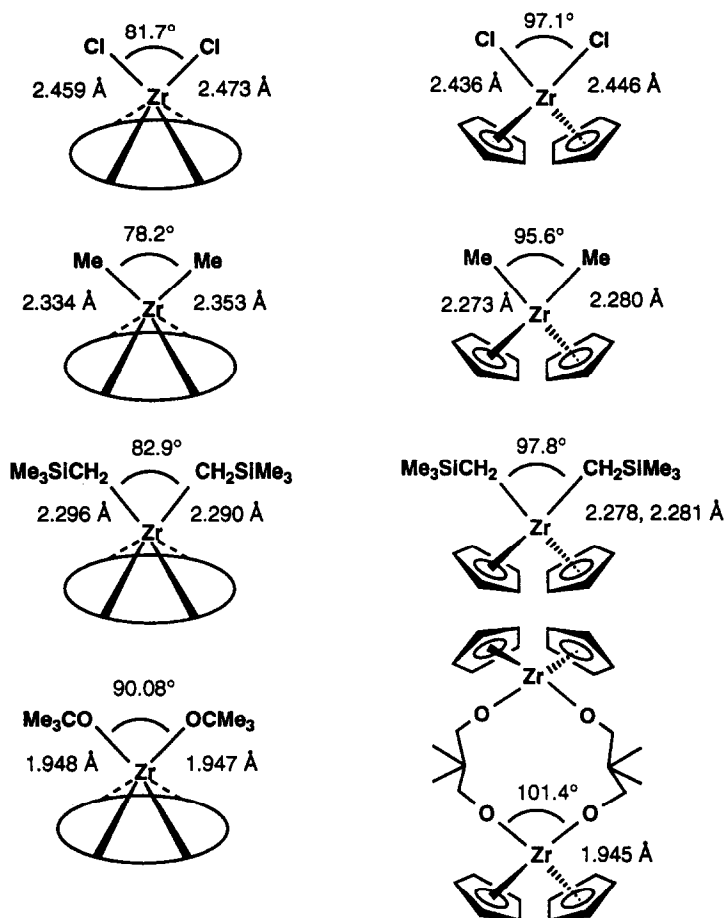 81.7°
Cl Cl
2.459 Å Zr 2.473 Å
97.1°
Cl Cl
2.436 Å Zr 2.446 Å
78.2°
Me Me
2.334 Å Zr 2.353 Å
95.6°
Me Me
2.273 Å Zr 2.280 Å
82.9°
Me₃SiCH₂ CH₂SiMe₃
2.296 Å Zr 2.290 Å
97.8°
Me₃SiCH₂ CH₂SiMe₃
Zr 2.278, 2.281 Å
90.08°
Me₃CO OCMe₃
1.948 Å Zr 1.947 Å
Zr
O O
101.4°
O O
Zr 1.945 Å